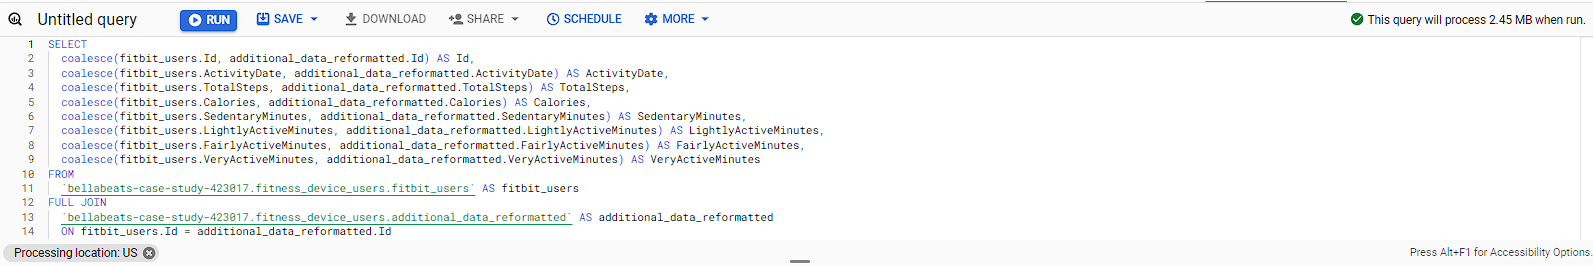 Untitled query RUN SAVE DOWNLOAD SHARE SCHEDULE MORE This query will process 2.45 MB when run.
1 SELECT
2 coalesce(fitbit_users.Id, additional_data_reformatted.Id) AS Id,
3 coalesce(fitbit_users.ActivityDate, additional_data_reformatted.ActivityDate) AS ActivityDate,
4 coalesce(fitbit_users.TotalSteps, additional_data_reformatted.TotalSteps) AS TotalSteps,
5 coalesce(fitbit_users.Calories, additional_data_reformatted.Calories) AS Calories,
6 coalesce(fitbit_users.SedentaryMinutes, additional_data_reformatted.SedentaryMinutes) AS SedentaryMinutes,
7 coalesce(fitbit_users.LightlyActiveMinutes, additional_data_reformatted.LightlyActiveMinutes) AS LightlyActiveMinutes,
8 coalesce(fitbit_users.FairlyActiveMinutes, additional_data_reformatted.FairlyActiveMinutes) AS FairlyActiveMinutes,
9 coalesce(fitbit_users.VeryActiveMinutes, additional_data_reformatted.VeryActiveMinutes) AS VeryActiveMinutes
10 FROM
11 `bellabeats-case-study-423017.fitness_device_users.fitbit_users` AS fitbit_users
12 FULL JOIN
13 `bellabeats-case-study-423017.fitness_device_users.additional_data_reformatted` AS additional_data_reformatted
14 ON fitbit_users.Id = additional_data_reformatted.Id
Processing location: US Press Alt+F1 for Accessibility Options.